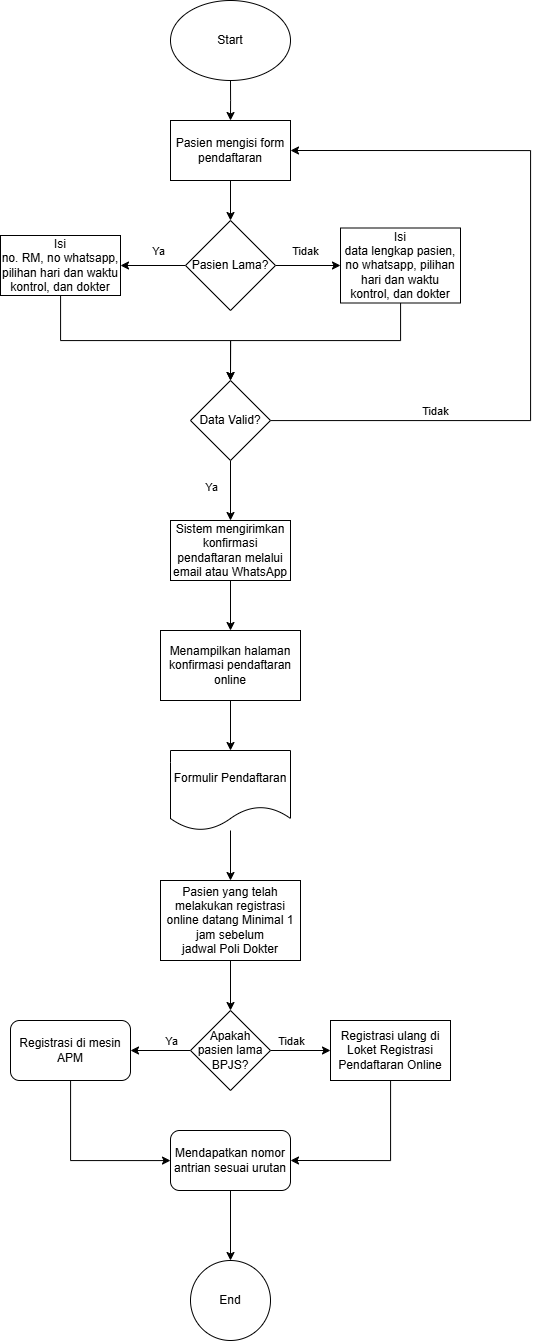 Start
Pasien mengisi form
pendaftaran
Pasien Lama?
Ya
Tidak
Isi
no. RM, no whatsapp,
pilihan hari dan waktu
kontrol, dan dokter
Isi
data lengkap pasien,
no whatsapp, pilihan
hari dan waktu
kontrol, dan dokter
Data Valid?
Tidak
Ya
Sistem mengirimkan
konfirmasi
pendaftaran melalui
email atau WhatsApp
Menampilkan halaman
konfirmasi pendaftaran
online
Formulir Pendaftaran
Pasien yang telah
melakukan registrasi
online datang Minimal 1
jam sebelum
jadwal Poli Dokter
Apakah
pasien lama
BPJS?
Ya
Tidak
Registrasi di mesin
APM
Registrasi ulang di
Loket Registrasi
Pendaftaran Online
Mendapatkan nomor
antrian sesuai urutan
End